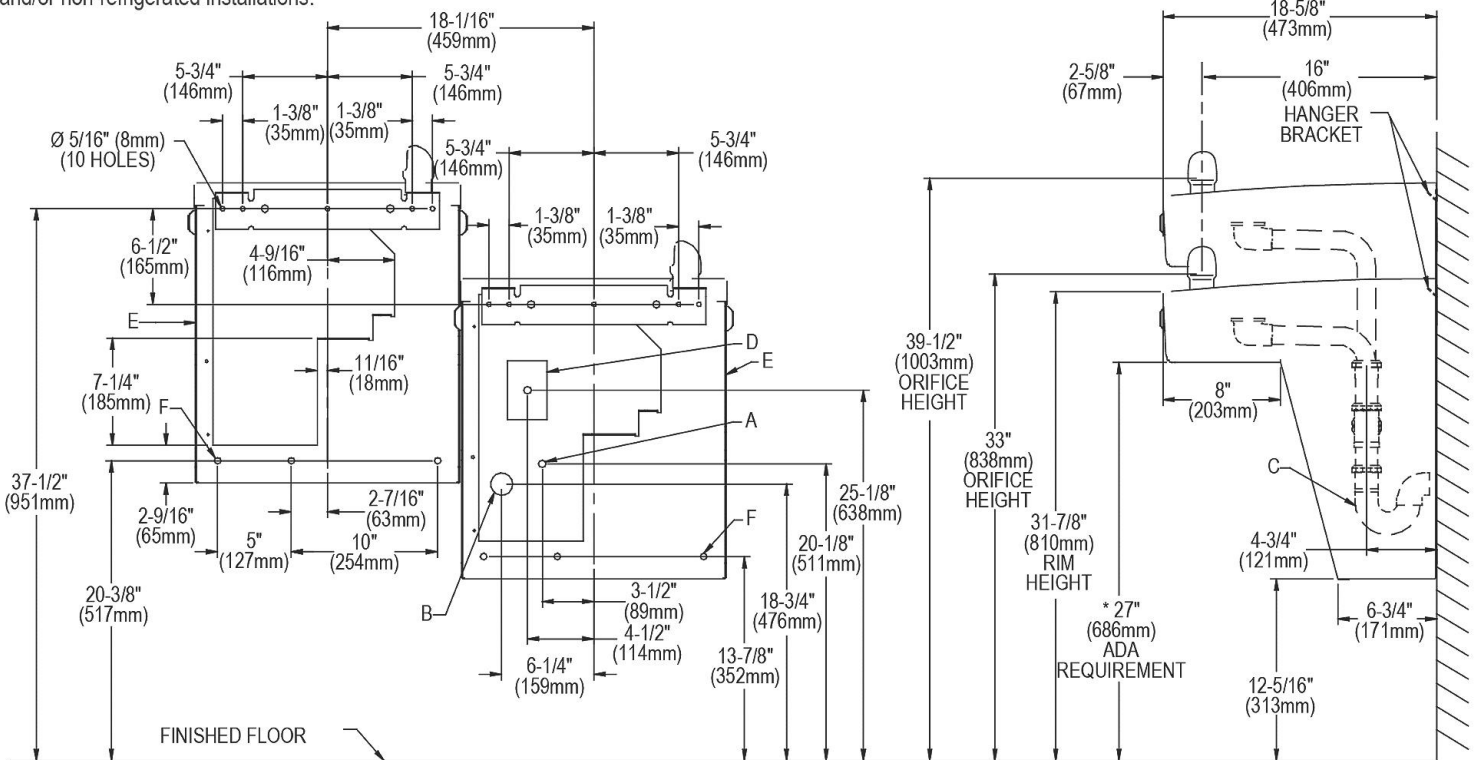 and/or non-refrigerated installations.
18-1/16"
(459mm)
18-5/8"
(473mm)
5-3/4"
(146mm)
5-3/4"
(146mm)
2-5/8"
(67mm)
16"
(406mm)
1-3/8"
(35mm)
1-3/8"
(35mm)
HANGER
BRACKET
Ø 5/16" (8mm)
(10 HOLES)
5-3/4"
(146mm)
5-3/4"
(146mm)
1-3/8"
(35mm)
1-3/8"
(35mm)
6-1/2"
(165mm)
4-9/16"
(116mm)
E
D
E
39-1/2"
(1003mm)
ORIFICE
HEIGHT
11/16"
(18mm)
7-1/4"
(185mm)
8"
(203mm)
F
A
33"
(838mm)
ORIFICE
HEIGHT
C
37-1/2"
(951mm)
25-1/8"
(638mm)
2-7/16"
(63mm)
2-9/16"
(65mm)
F
31-7/8"
(810mm)
RIM
HEIGHT
5"
(127mm)
10"
(254mm)
20-1/8"
(511mm)
4-3/4"
(121mm)
20-3/8"
(517mm)
3-1/2"
(89mm)
18-3/4"
(476mm)
B
* 27"
(686mm)
ADA
REQUIREMENT
6-3/4"
(171mm)
4-1/2"
(114mm)
13-7/8"
(352mm)
6-1/4"
(159mm)
12-5/16"
(313mm)
FINISHED FLOOR